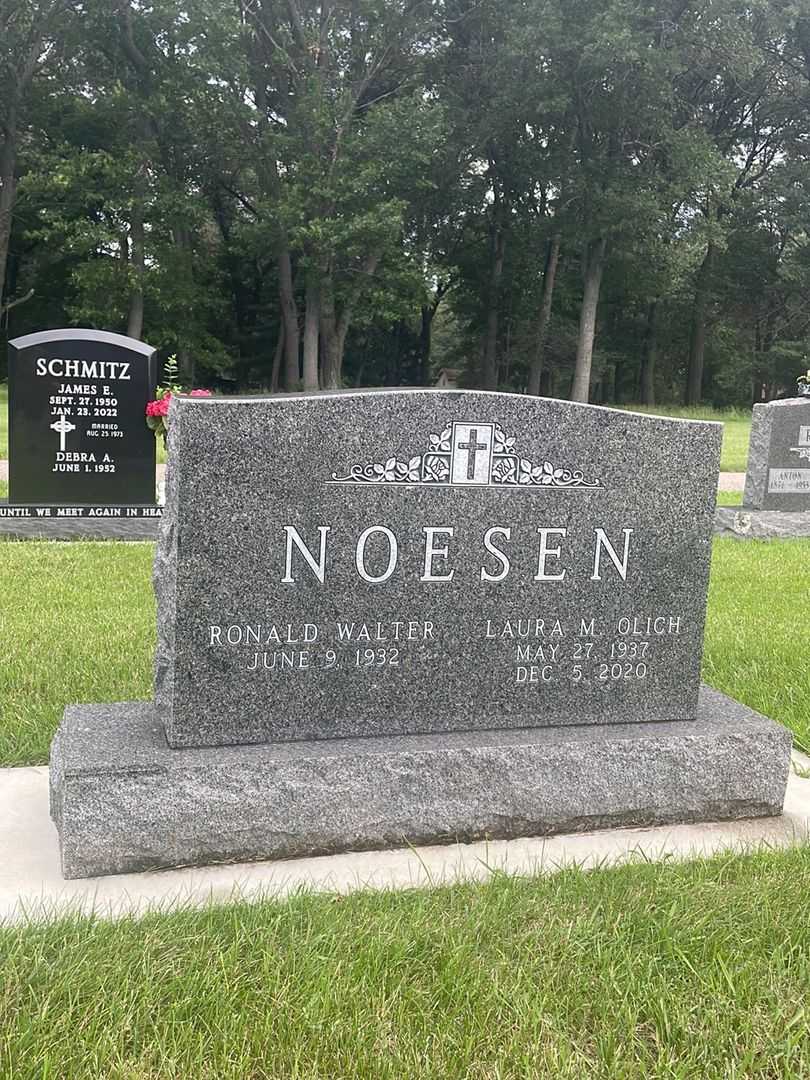 SCHMITZ
JAMES E.
SEPT. 27. 1950
JAN. 23. 2022
MARRIED
AUG 25 1973
DEBRA A.
JUNE 1. 1952
UNTIL WE MEET AGAIN IN
NOESEN
RONALD WALTER
JUNE 9, 1932
LAURA M. OLICH
MAY 27, 1937
DEC 5, 2020
ANTON